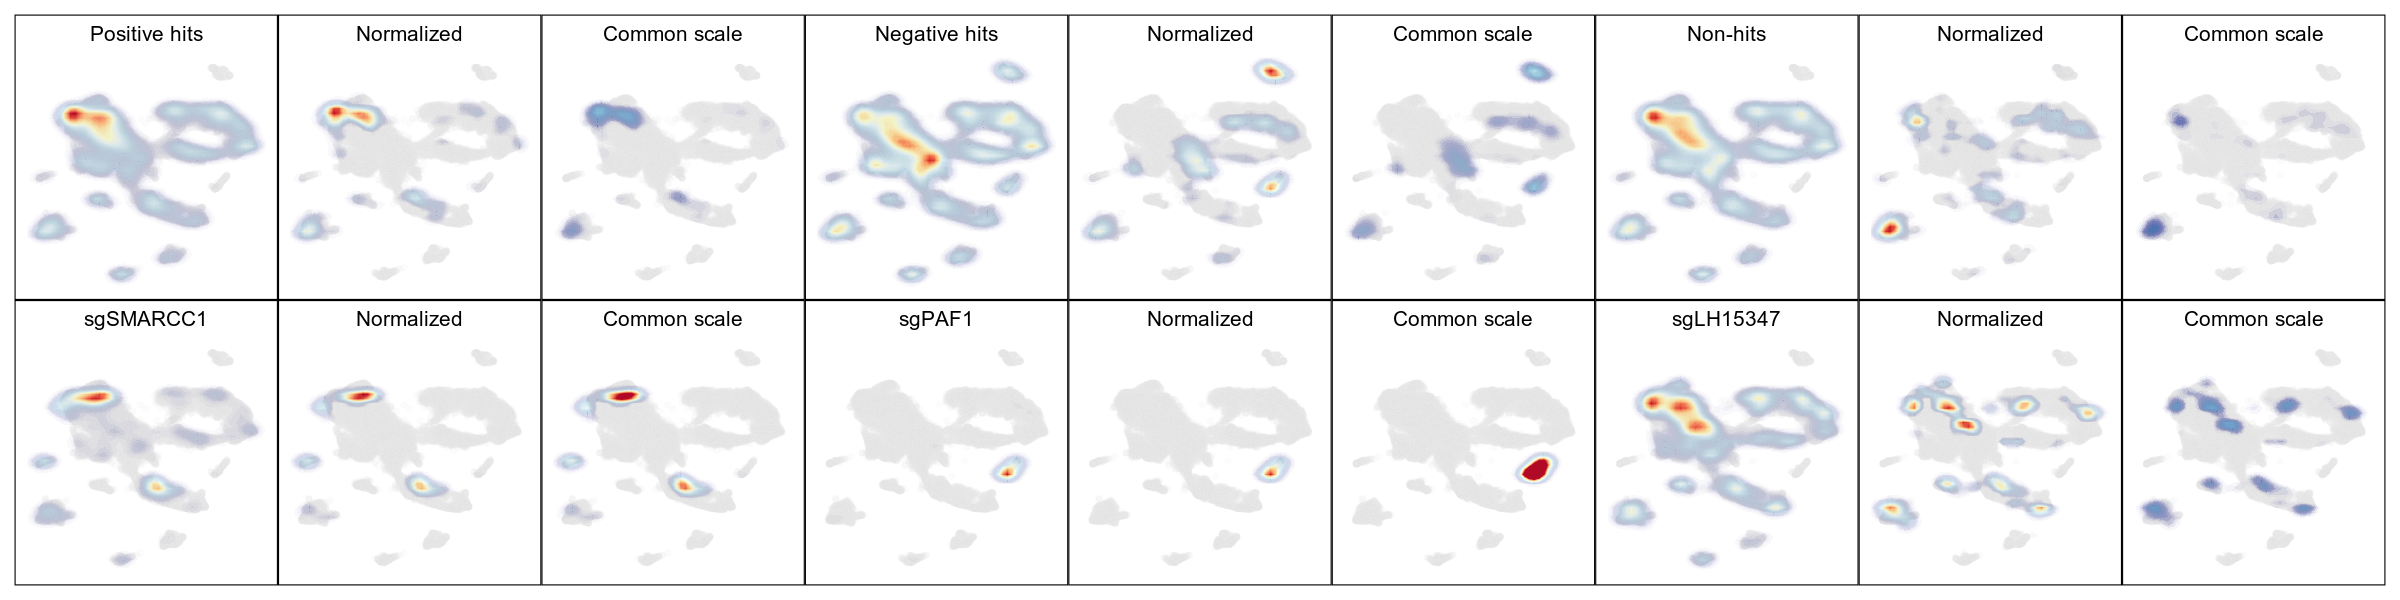 Positive hits
Normalized
Common scale
Negative hits
Normalized
Common scale
Non-hits
Normalized
Common scale
sgSMARCC1
Normalized
Common scale
sgPAF1
Normalized
Common scale
sgLH15347
Normalized
Common scale